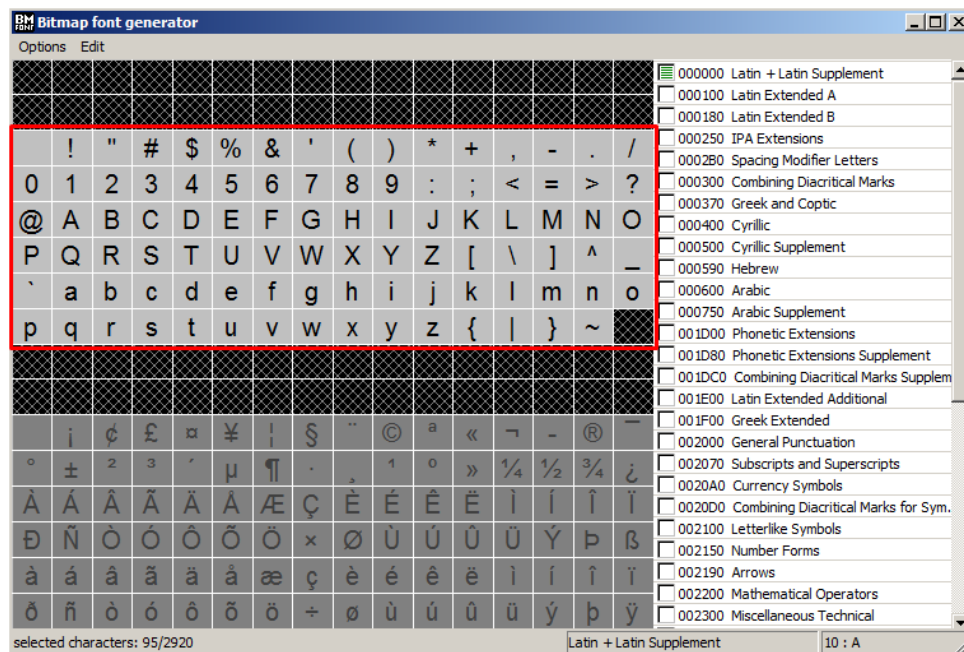 BM FONT Bitmap font generator
Options Edit
! " # $ % & ' ( ) * + , - . /
0 1 2 3 4 5 6 7 8 9 : ; < = > ?
@ A B C D E F G H I J K L M N O
P Q R S T U V W X Y Z [ \ ] ^ _
` a b c d e f g h i j k l m n o
p q r s t u v w x y z { | } ~
¡ ¢ £ ¤ ¥ ¦ § ¨ © ª « ¬ - ® ¯
° ± ² ³ ´ µ ¶ · ¸ ¹ º » ¼ ½ ¾ ¿
À Á Â Ã Ä Å Æ Ç È É Ê Ë Ì Í Î Ï
Ð Ñ Ò Ó Ô Õ Ö × Ø Ù Ú Û Ü Ý Þ ß
à á â ã ä å æ ç è é ê ë ì í î ï
ð ñ ò ó ô õ ö ÷ ø ù ú û ü ý þ ÿ
000000 Latin + Latin Supplement
000100 Latin Extended A
000180 Latin Extended B
000250 IPA Extensions
0002B0 Spacing Modifier Letters
000300 Combining Diacritical Marks
000370 Greek and Coptic
000400 Cyrillic
000500 Cyrillic Supplement
000590 Hebrew
000600 Arabic
000750 Arabic Supplement
001D00 Phonetic Extensions
001D80 Phonetic Extensions Supplement
001DC0 Combining Diacritical Marks Supplem
001E00 Latin Extended Additional
001F00 Greek Extended
002000 General Punctuation
002070 Subscripts and Superscripts
0020A0 Currency Symbols
0020D0 Combining Diacritical Marks for Sym.
002100 Letterlike Symbols
002150 Number Forms
002190 Arrows
002200 Mathematical Operators
002300 Miscellaneous Technical
selected characters: 95/2920
Latin + Latin Supplement
10 : A